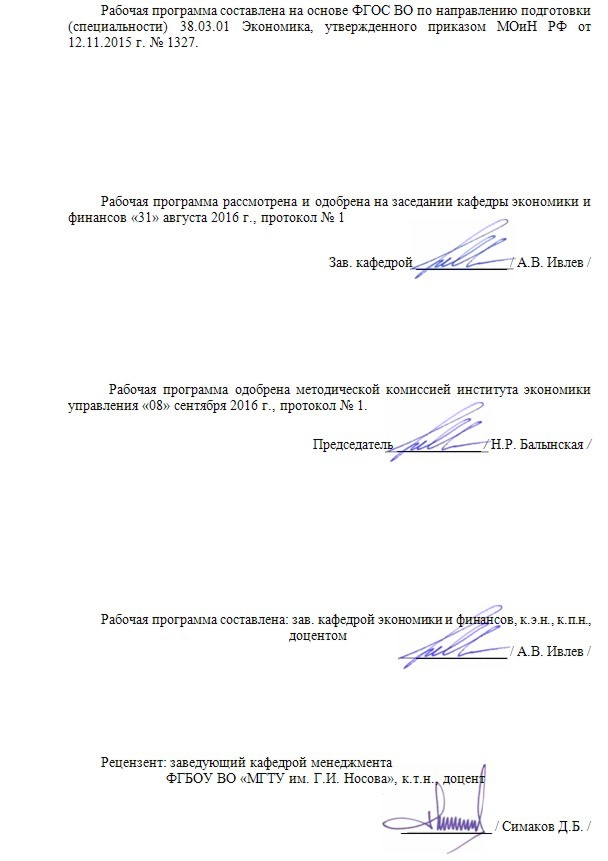 Рабочая программа составлена на основе ФГОС ВО по направлению подготовки
(специальности) 38.03.01 Экономика, утвержденного приказом МОиН РФ от
12.11.2015 г. № 1327.
Рабочая программа рассмотрена и одобрена на заседании кафедры экономики и
финансов «31» августа 2016 г., протокол № 1
Зав. кафедрой ______________ / А.В. Ивлев /
Рабочая программа одобрена методической комиссией института экономики
управления «08» сентября 2016 г., протокол № 1.
Председатель ______________ / Н.Р. Балынская /
Рабочая программа составлена: зав. кафедрой экономики и финансов, к.э.н., к.п.н.,
доцентом
________________ / А.В. Ивлев /
Рецензент: заведующий кафедрой менеджмента
ФГБОУ ВО «МГТУ им. Г.И. Носова», к.т.н., доцент
______________ / Симаков Д.Б. /